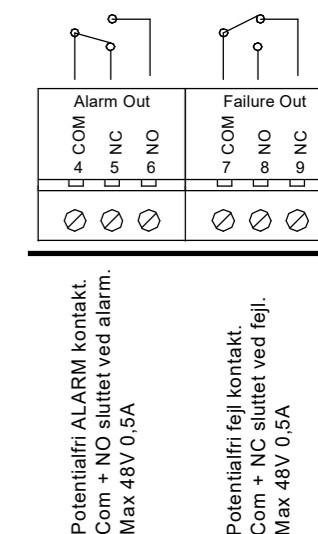 Alarm Out
Failure Out
COM
NC
NO
COM
NO
NC
4
5
6
7
8
9
Potentialfri ALARM kontakt.
Com + NO sluttet ved alarm.
Max 48V 0,5A
Potentialfri fejl kontakt.
Com + NC sluttet ved fejl.
Max 48V 0,5A